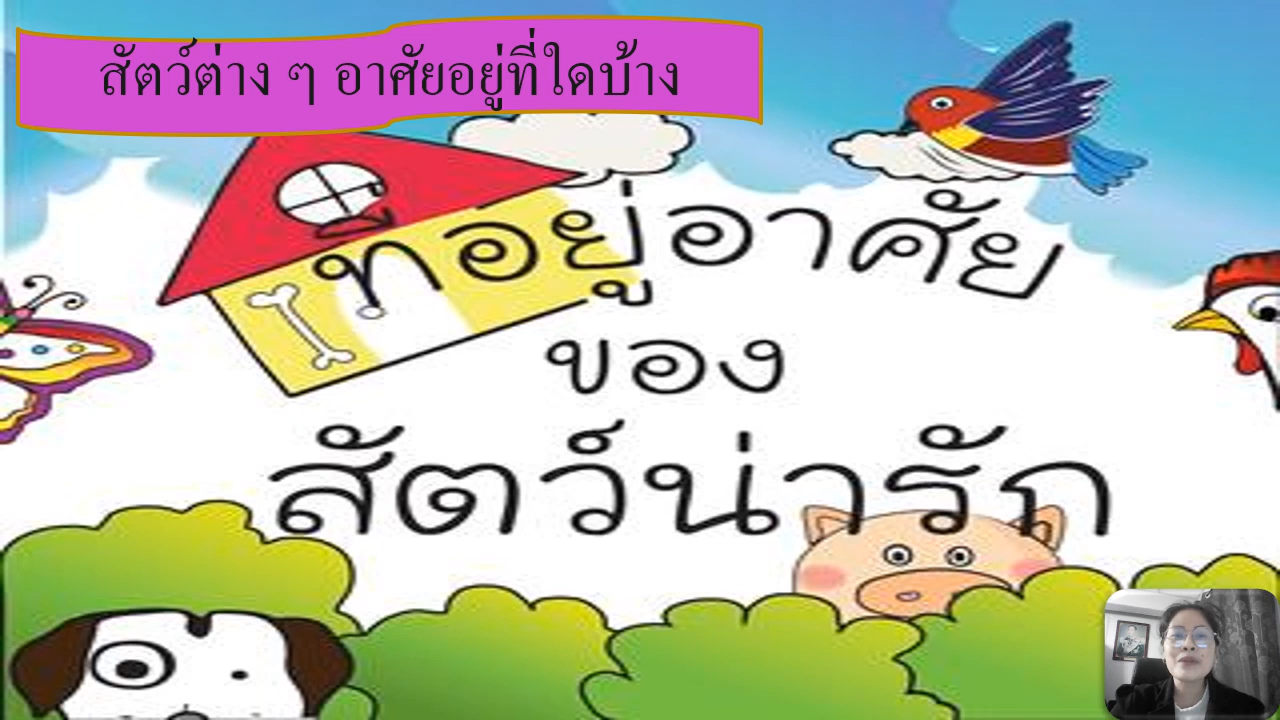 สัตว์ต่าง ๆ อาศัยอยู่ที่ใดบ้าง
ที่อยู่อาศัย
ของ
สัตว์น่ารัก